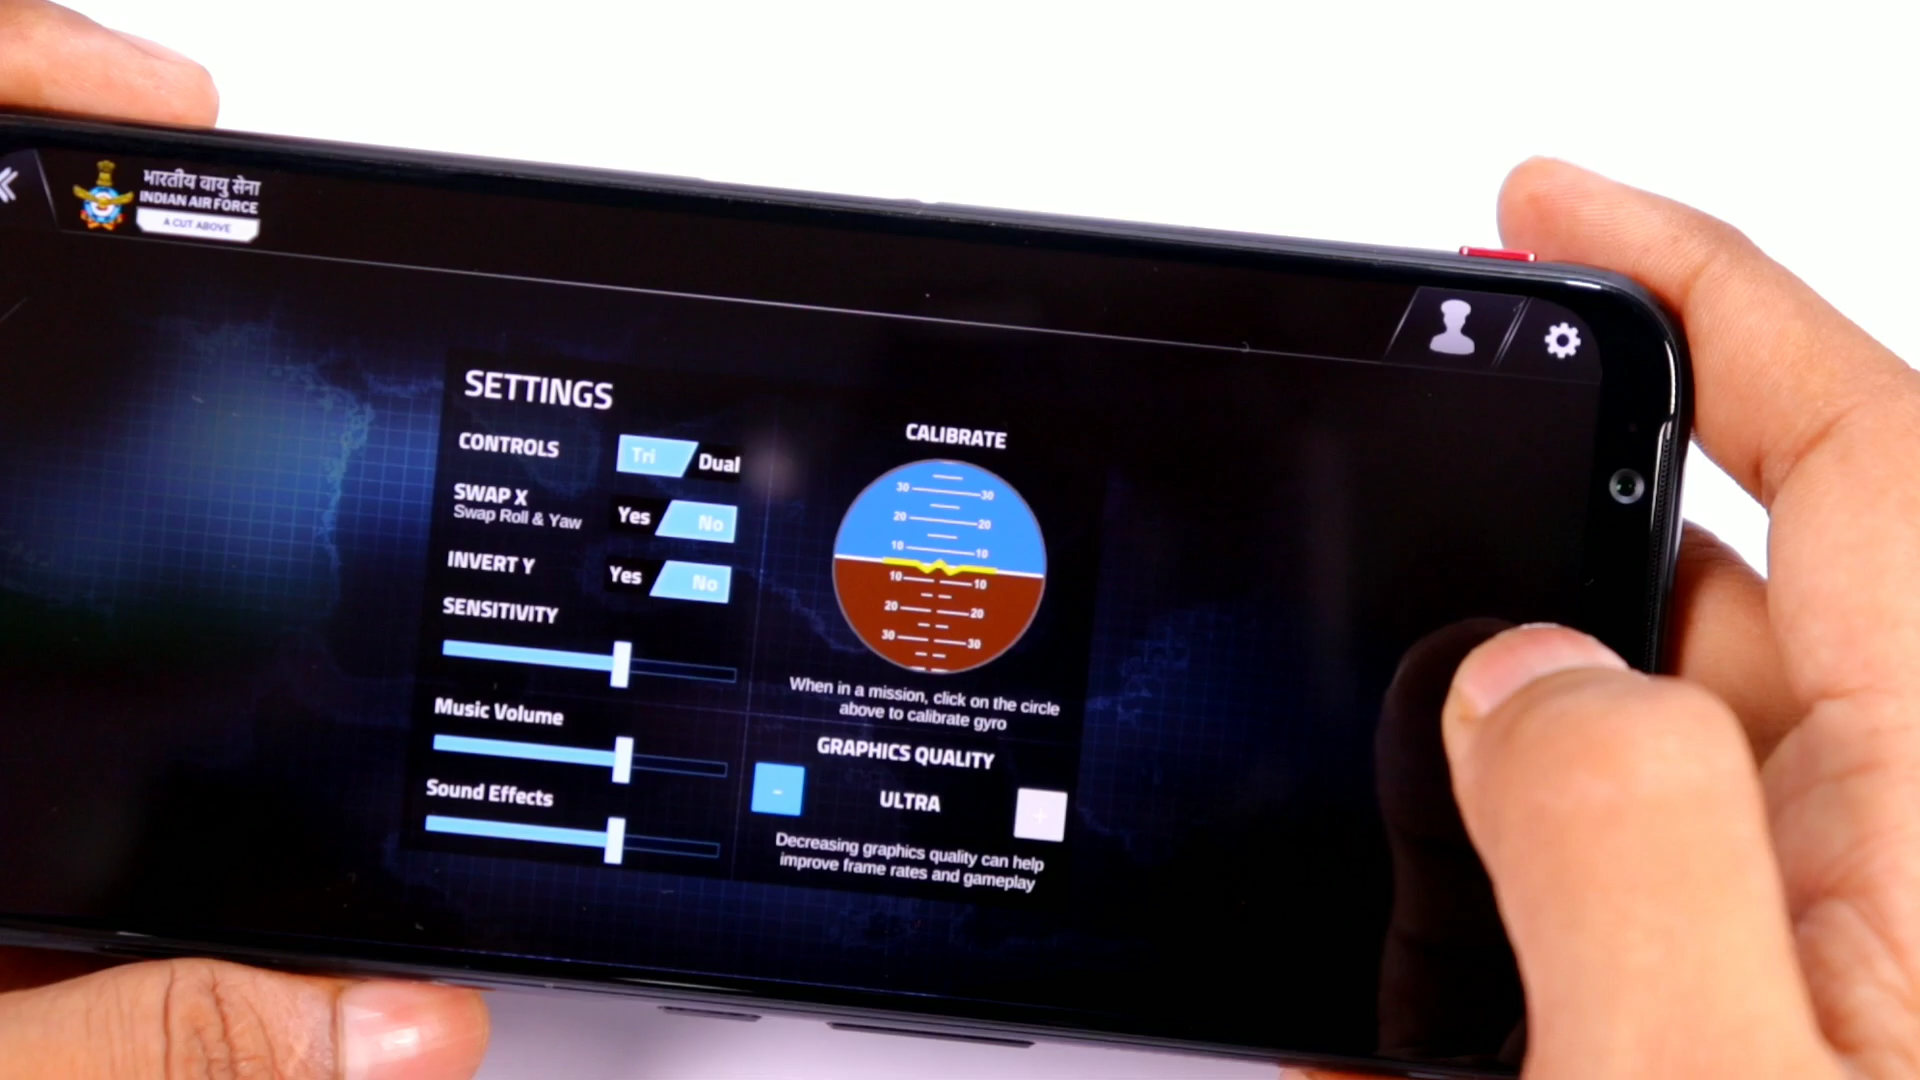 भारतीय वायु सेना
INDIAN AIR FORCE
A CUT ABOVE
SETTINGS
CONTROLS
Tri Dual
SWAP X
Swap Roll & Yaw
Yes No
INVERT Y
Yes No
SENSITIVITY
Music Volume
Sound Effects
CALIBRATE
30 30
20 20
10 10
10 10
20 20
30 30
When in a mission, click on the circle
above to calibrate gyro
GRAPHICS QUALITY
- ULTRA +
Decreasing graphics quality can help
improve frame rates and gameplay